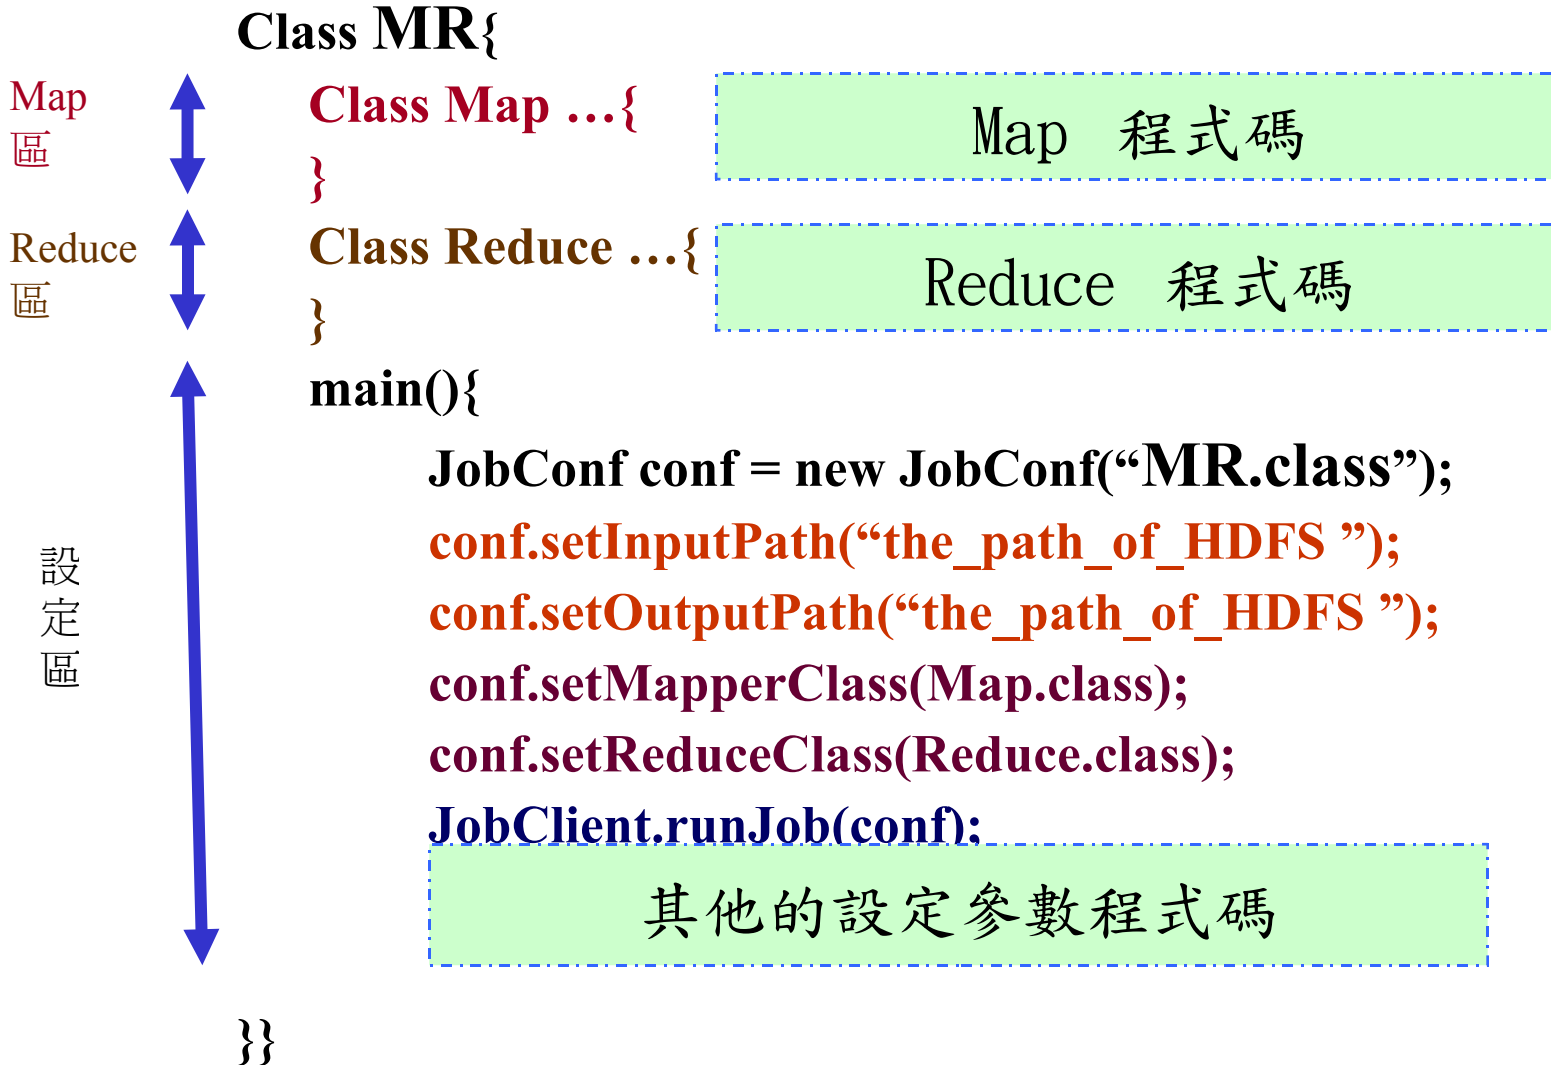 Class MR{
Map
區
Class Map …{
Map 程式碼
}
Reduce
區
Class Reduce …{
Reduce 程式碼
}
main(){
JobConf conf = new JobConf(“MR.class”);
conf.setInputPath(“the_path_of_HDFS ”);
conf.setOutputPath(“the_path_of_HDFS ”);
設
定
區
conf.setMapperClass(Map.class);
conf.setReduceClass(Reduce.class);
JobClient.runJob(conf);
其他的設定參數程式碼
}}